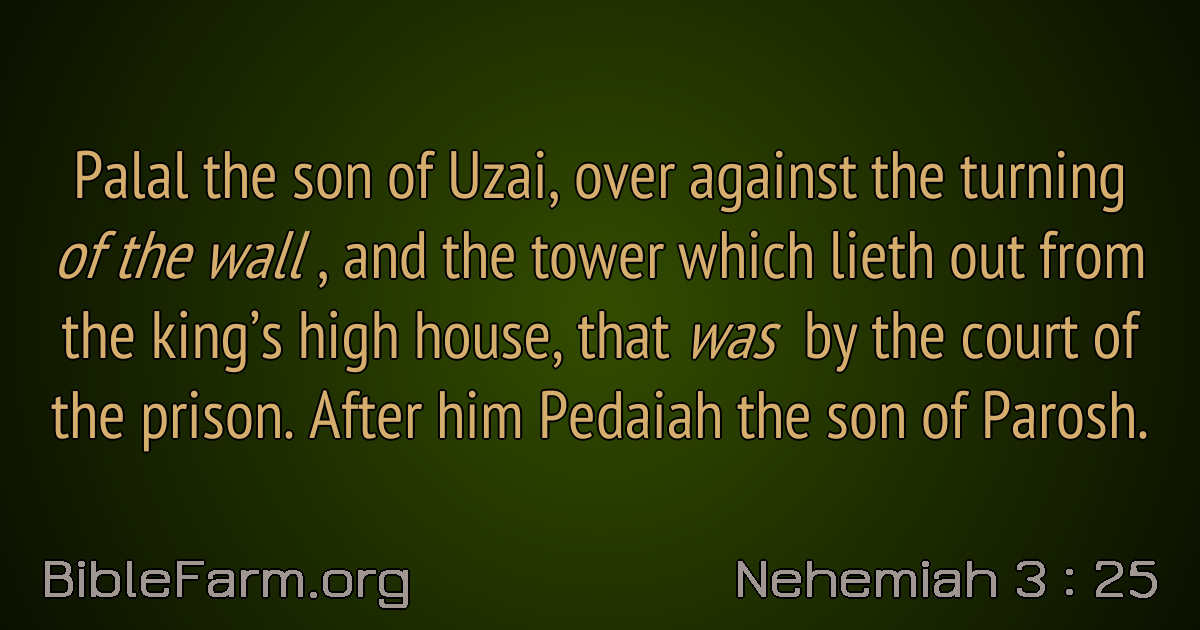 Palal the son of Uzai, over against the turning
of the wall , and the tower which lieth out from
the king’s high house, that was by the court of
the prison. After him Pedaiah the son of Parosh.
BibleFarm.org
Nehemiah 3 : 25